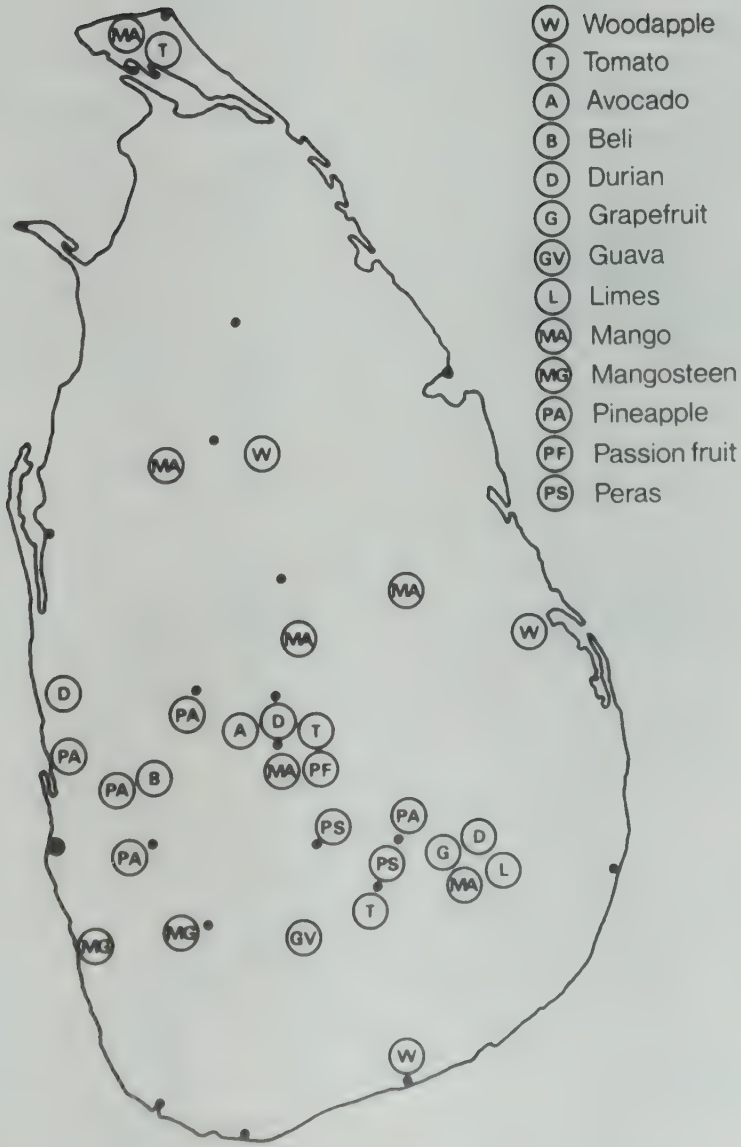 W Woodapple
T Tomato
A Avocado
B Beli
D Durian
G Grapefruit
GV Guava
L Limes
MA Mango
MG Mangosteen
PA Pineapple
PF Passion fruit
PS Peras
MA
T
MA
W
MA
MA
W
D
PA
A
D
T
PA
PA
B
MA
PF
PS
PA
PA
PS
G
D
MA
L
T
MG
MG
GV
W